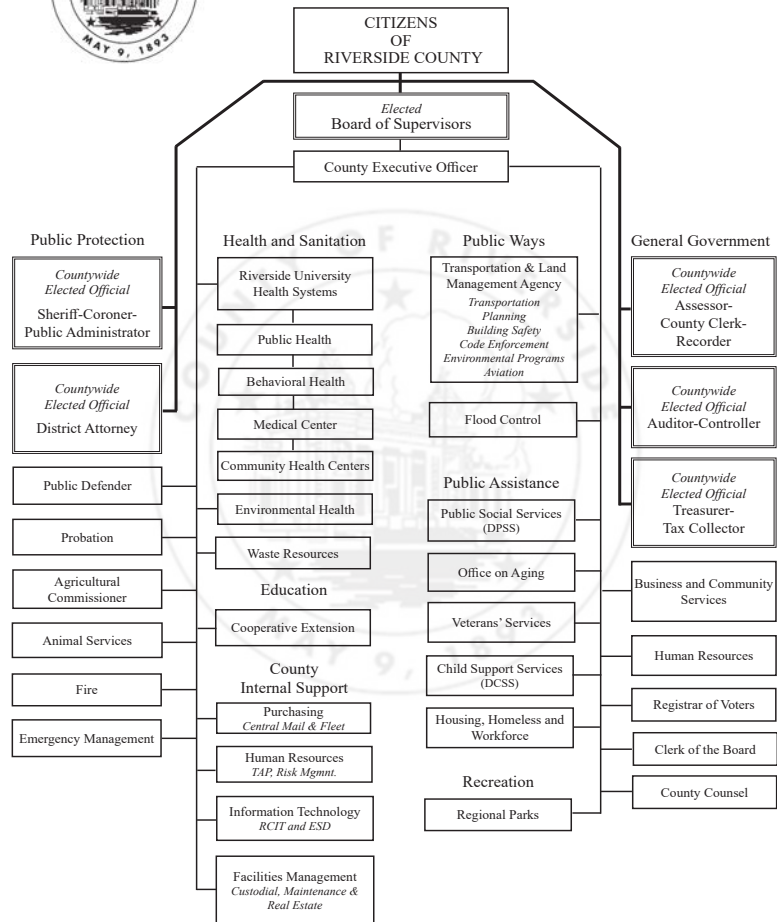 MAY 9, 1893
CITIZENS
OF
RIVERSIDE COUNTY
Elected
Board of Supervisors
County Executive Officer
Public Protection
Countywide
Elected Official
Sheriff-Coroner-
Public Administrator
Countywide
Elected Official
District Attorney
Public Defender
Probation
Agricultural
Commissioner
Animal Services
Fire
Emergency Management
Health and Sanitation
Riverside University
Health Systems
Public Health
Behavioral Health
Medical Center
Community Health Centers
Environmental Health
Waste Resources
Education
Cooperative Extension
County
Internal Support
Purchasing
Central Mail & Fleet
Human Resources
TAP, Risk Mgmnt.
Information Technology
RCIT and ESD
Facilities Management
Custodial, Maintenance &
Real Estate
Public Ways
Transportation & Land
Management Agency
Transportation
Planning
Building Safety
Code Enforcement
Environmental Programs
Aviation
Flood Control
Public Assistance
Public Social Services
(DPSS)
Office on Aging
Veterans’ Services
Child Support Services
(DCSS)
Housing, Homeless and
Workforce
Recreation
Regional Parks
General Government
Countywide
Elected Official
Assessor-
County Clerk-
Recorder
Countywide
Elected Official
Auditor-Controller
Countywide
Elected Official
Treasurer-
Tax Collector
Business and Community
Services
Human Resources
Registrar of Voters
Clerk of the Board
County Counsel
COUNTY OF RIVERSIDE
MAY 9, 1893